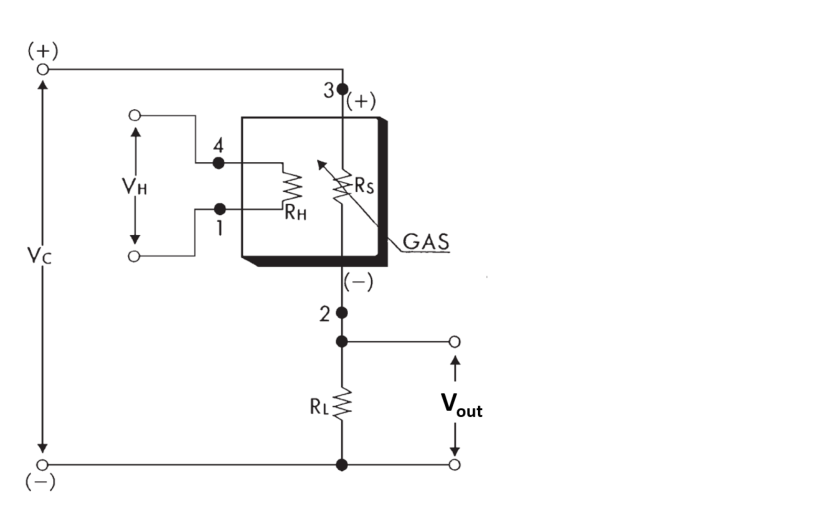 (+)
3
(+)
4
VH
RS
RH
1
GAS
VC
(−)
2
RL
Vout
(−)